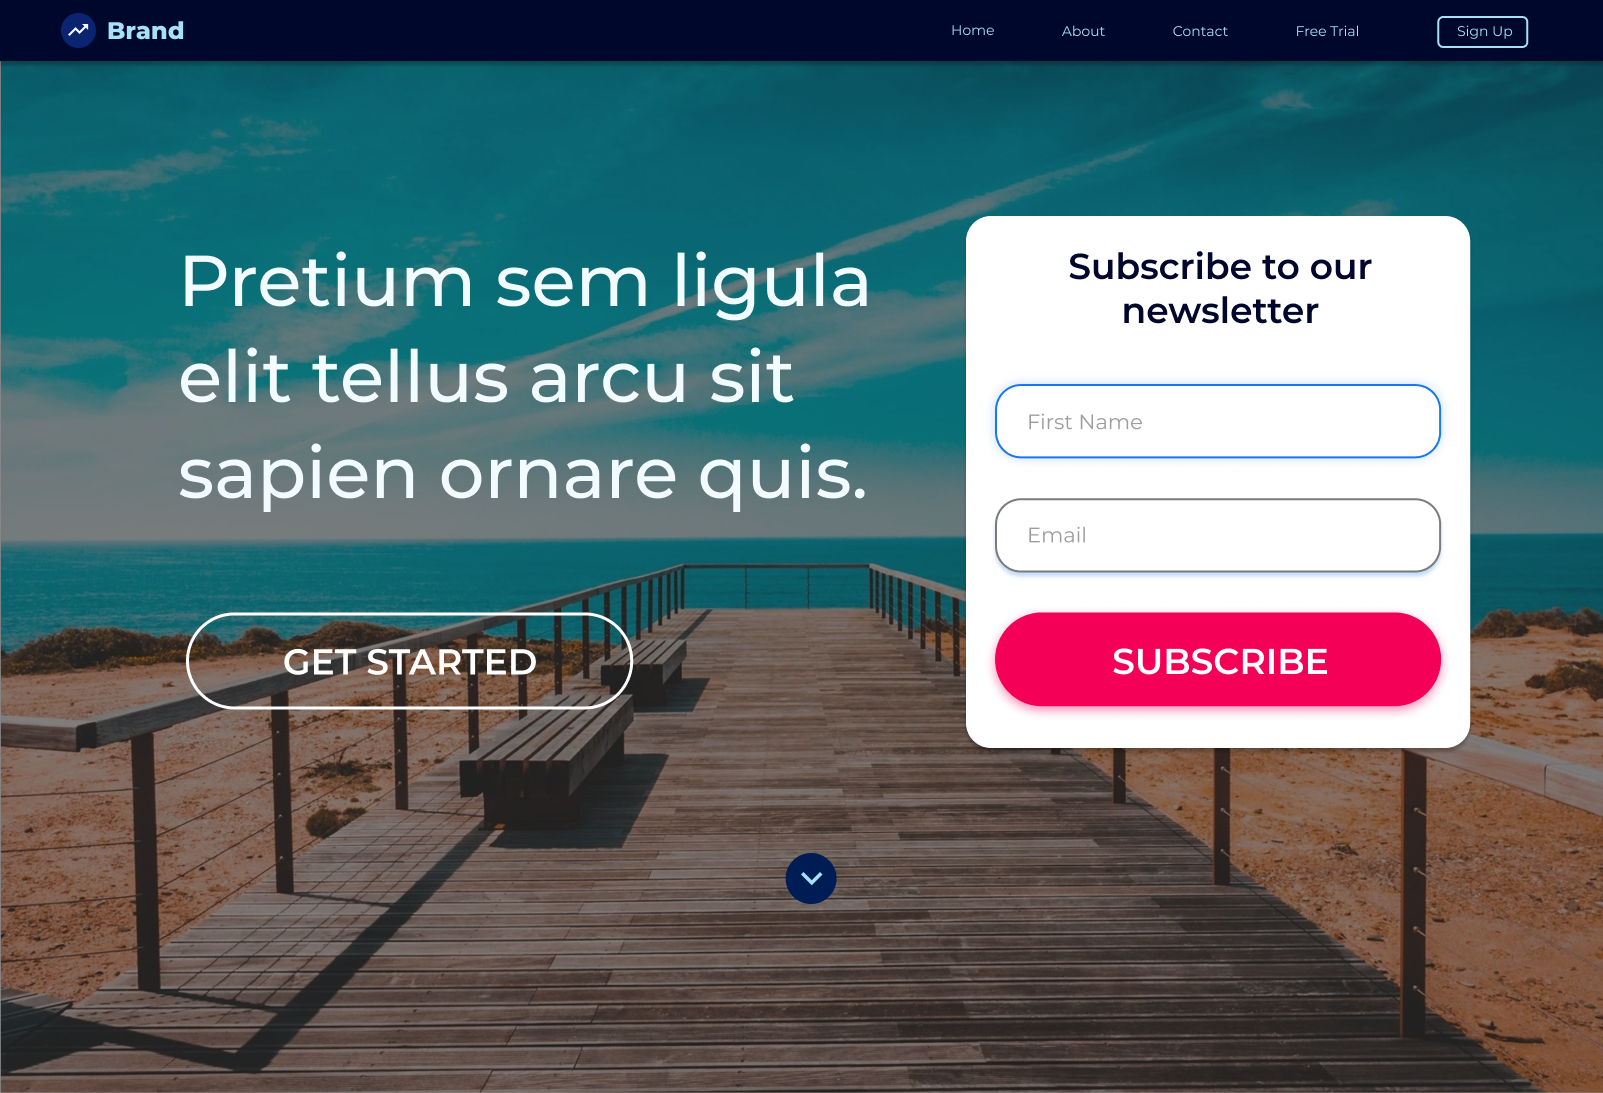 Brand
Home
About
Contact
Free Trial
Sign Up
Pretium sem ligula
elit tellus arcu sit
sapien ornare quis.
GET STARTED
Subscribe to our
newsletter
First Name
Email
SUBSCRIBE